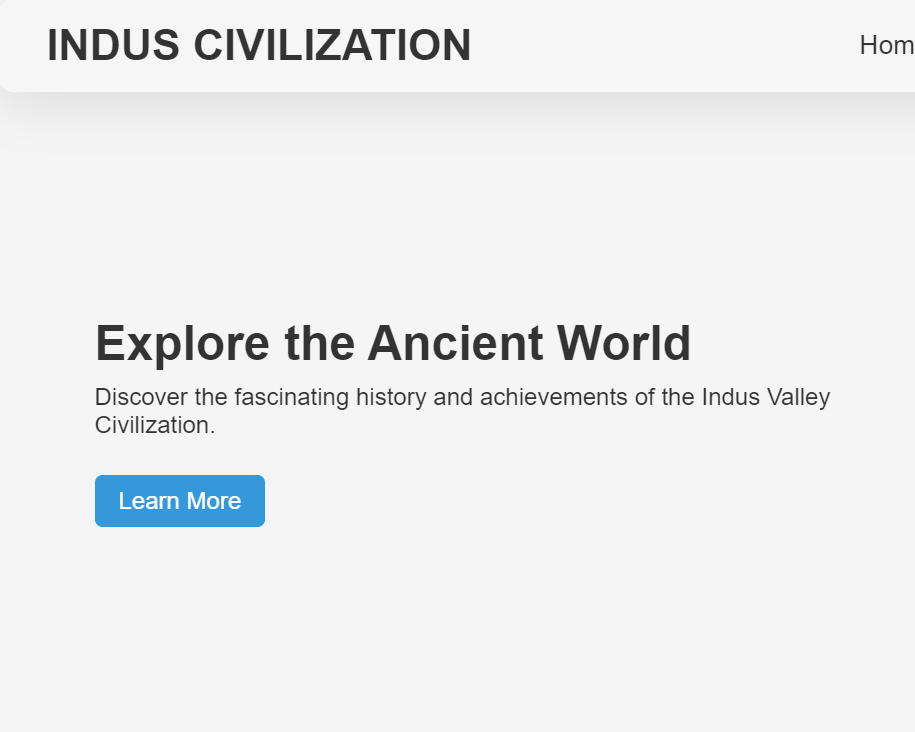 INDUS CIVILIZATION
Hom
Explore the Ancient World
Discover the fascinating history and achievements of the Indus Valley
Civilization.
Learn More